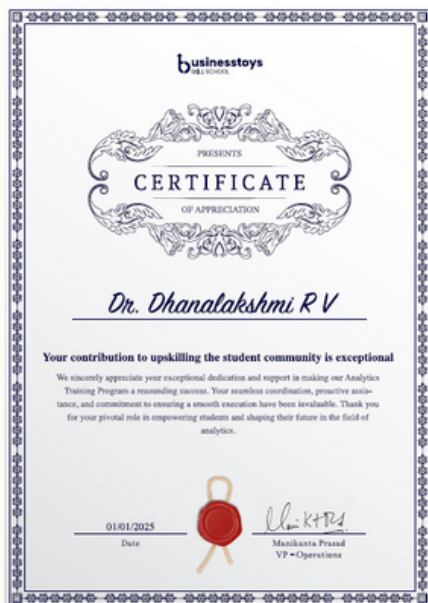 businesstoys
SKILL SCHOOL
PRESENTS
CERTIFICATE
OF APPRECIATION
Dr. Dhanalakshmi R V
Your contribution to upskilling the student community is exceptional
We sincerely appreciate your exceptional dedication and support in making our Analytics
Training Program a resounding success. Your seamless coordination, proactive assis-
tance, and commitment to ensuring a smooth execution have been invaluable. Thank you
for your pivotal role in empowering students and shaping their future in the field of
analytics.
01/01/2025
Date
Manikanta Prasad
VP - Operations